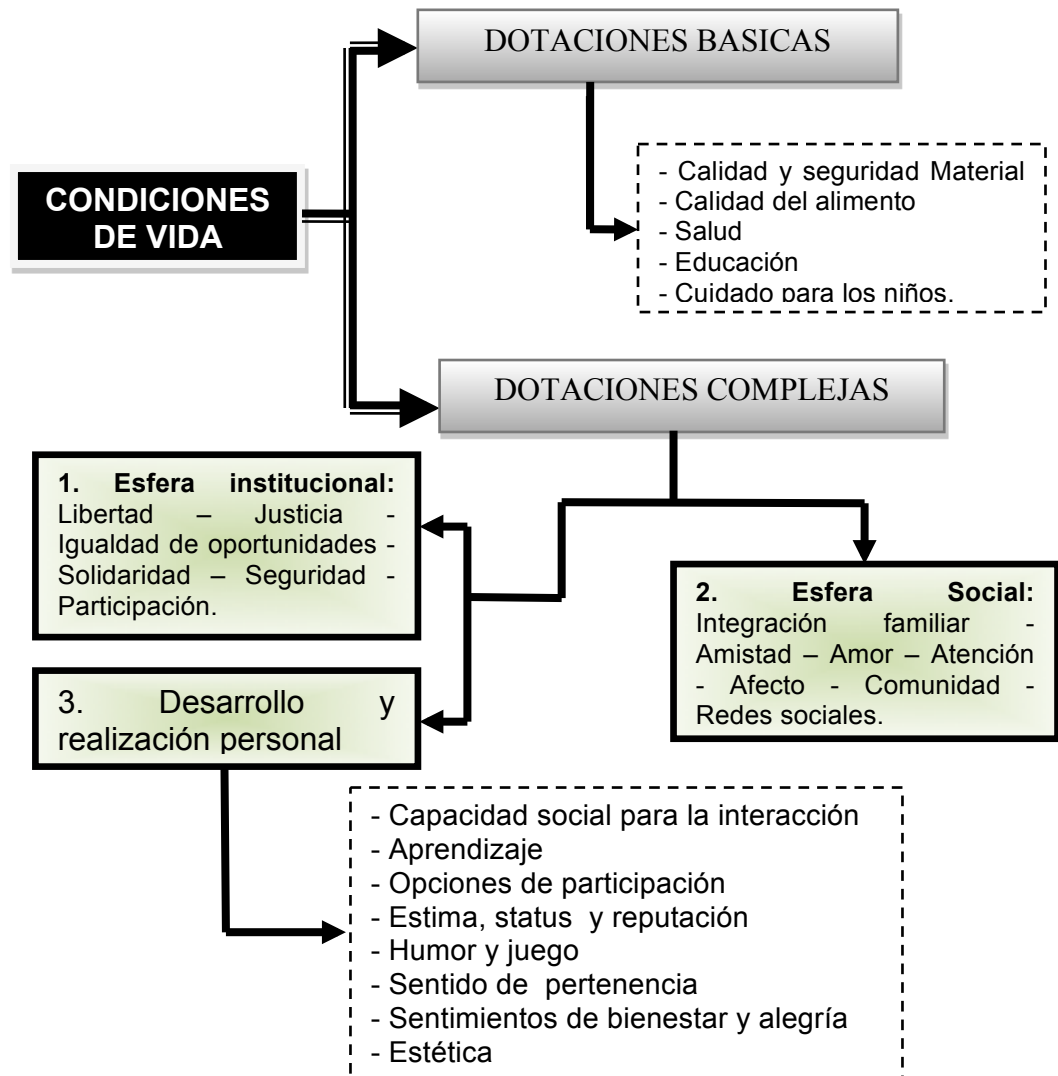 DOTACIONES BASICAS
CONDICIONES
DE VIDA
- Calidad y seguridad Material
- Calidad del alimento
- Salud
- Educación
- Cuidado para los niños.
DOTACIONES COMPLEJAS
1. Esfera institucional:
Libertad – Justicia -
Igualdad de oportunidades -
Solidaridad – Seguridad -
Participación.
2. Esfera Social:
Integración familiar -
Amistad – Amor – Atención
- Afecto - Comunidad -
Redes sociales.
3. Desarrollo y
realización personal
- Capacidad social para la interacción
- Aprendizaje
- Opciones de participación
- Estima, status y reputación
- Humor y juego
- Sentido de pertenencia
- Sentimientos de bienestar y alegría
- Estética